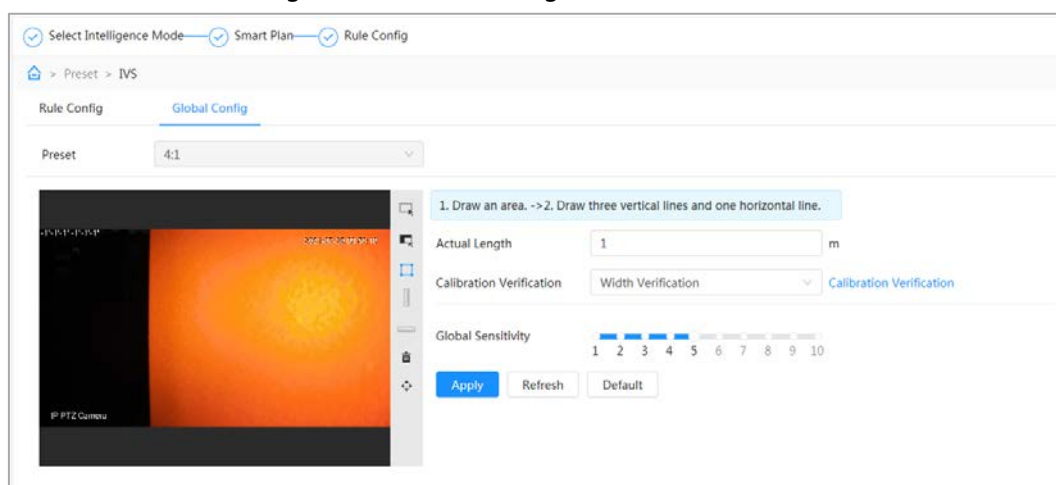 Select Intelligence Mode Smart Plan Rule Config
> Preset > IVS
Rule Config Global Config
Preset 4:1
1. Draw an area. ->2. Draw three vertical lines and one horizontal line.
Actual Length 1 m
Calibration Verification Width Verification Calibration Verification
Global Sensitivity
1 2 3 4 5 6 7 8 9 10
Apply Refresh Default
IP PTZ Camera